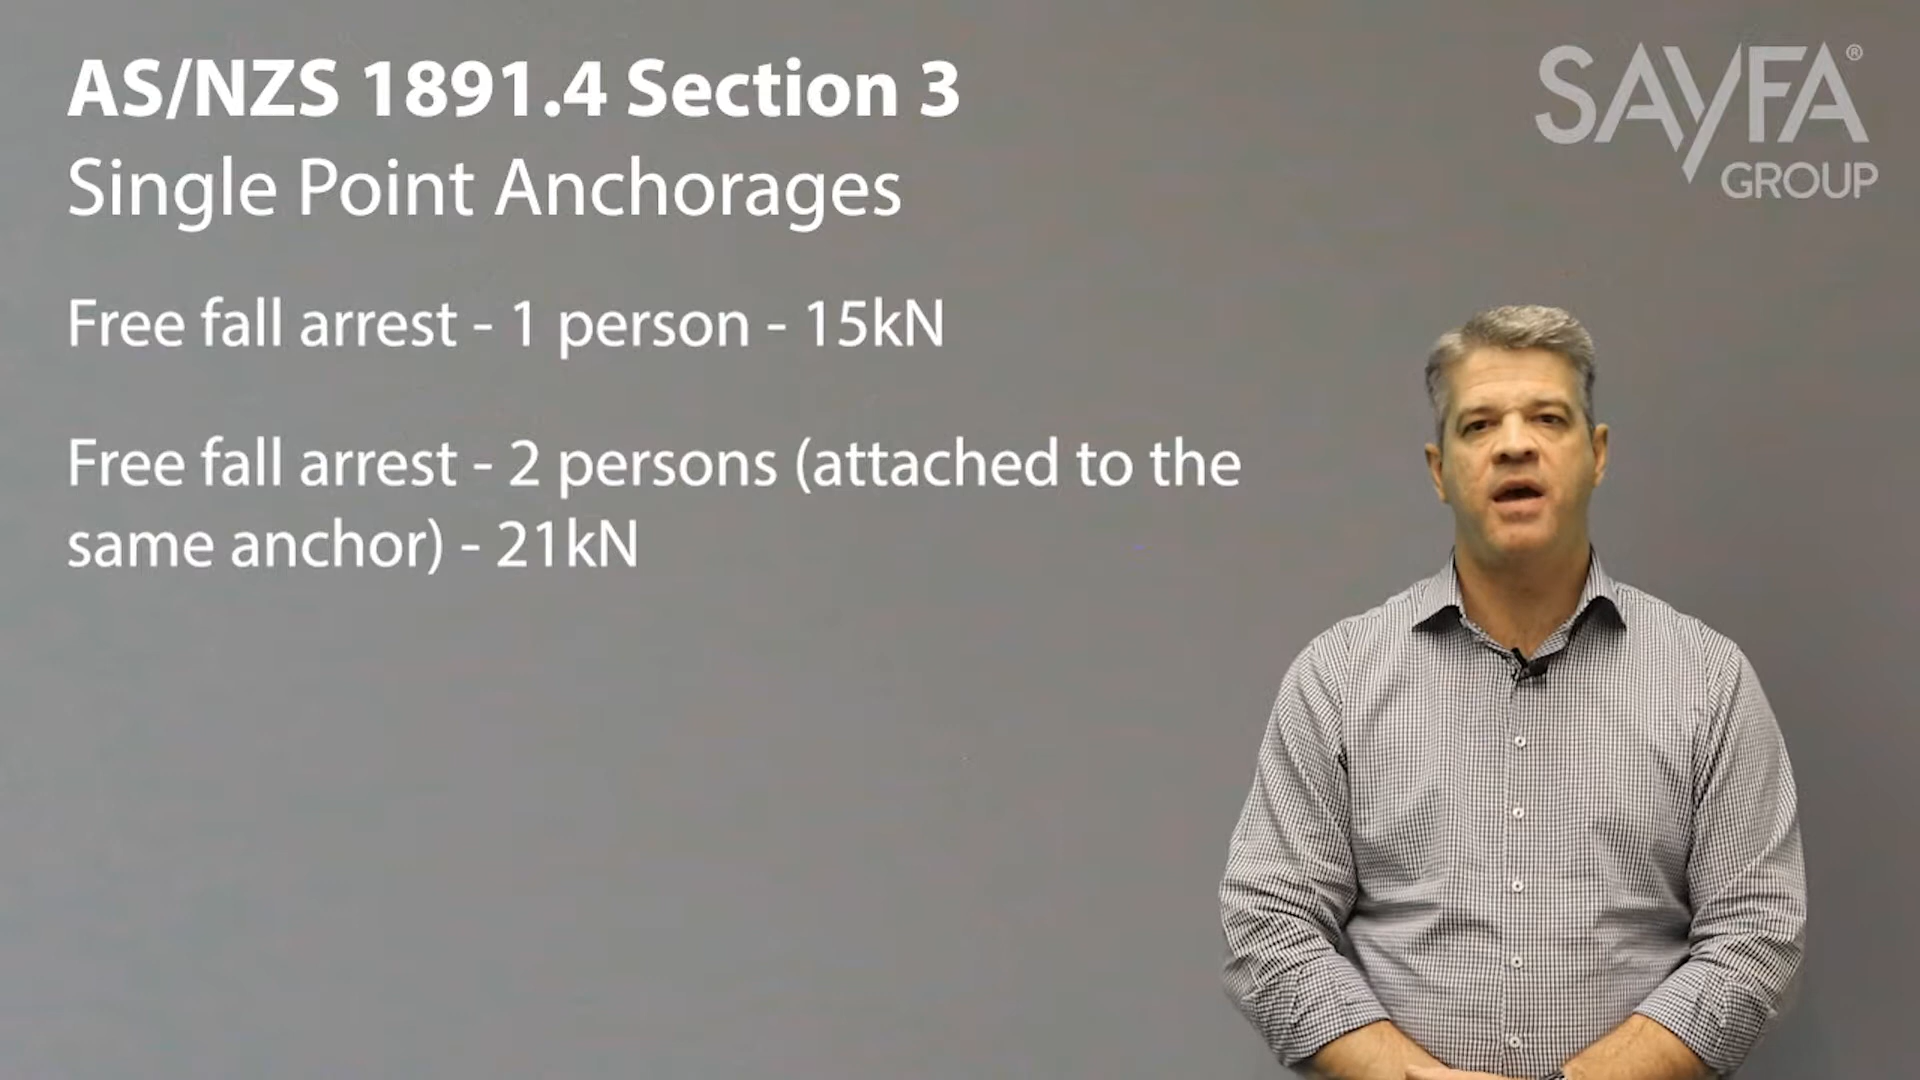 AS/NZS 1891.4 Section 3
Single Point Anchorages
Free fall arrest - 1 person - 15kN
Free fall arrest - 2 persons (attached to the
same anchor) - 21kN
SAYFA®
GROUP